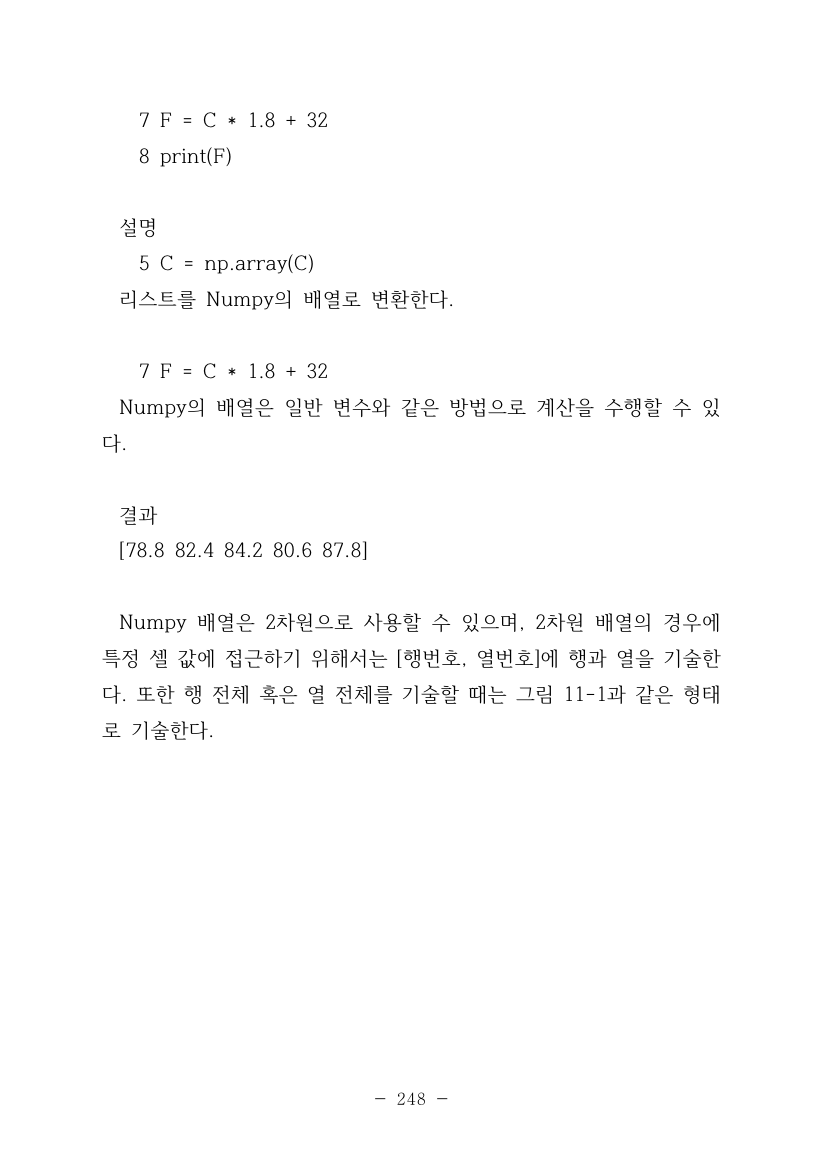 7 F = C * 1.8 + 32
8 print(F)
설명
5 C = np.array(C)
리스트를 Numpy의 배열로 변환한다.
7 F = C * 1.8 + 32
Numpy의 배열은 일반 변수와 같은 방법으로 계산을 수행할 수 있
다.
결과
[78.8 82.4 84.2 80.6 87.8]
Numpy 배열은 2차원으로 사용할 수 있으며, 2차원 배열의 경우에
특정 셀 값에 접근하기 위해서는 [행번호, 열번호]에 행과 열을 기술한
다. 또한 행 전체 혹은 열 전체를 기술할 때는 그림 11-1과 같은 형태
로 기술한다.
- 248 -